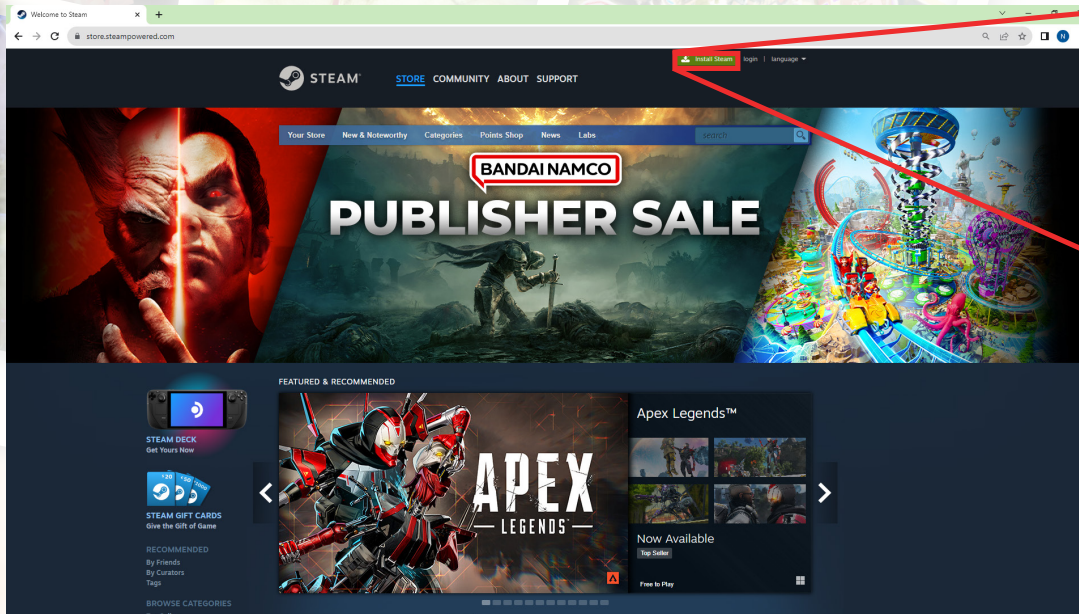 Welcome to Steam
store.steampowered.com
N
Install Steam login | language
STEAM
STORE COMMUNITY ABOUT SUPPORT
Your Store New & Noteworthy Categories Points Shop News Labs search
BANDAI NAMCO
PUBLISHER SALE
FEATURED & RECOMMENDED
STEAM DECK
Get Yours Now
STEAM GIFT CARDS
Give the Gift of Game
RECOMMENDED
By Friends
By Curators
Tags
BROWSE CATEGORIES
APEX
LEGENDS
Apex Legends™
Now Available
Top Seller
Free to Play